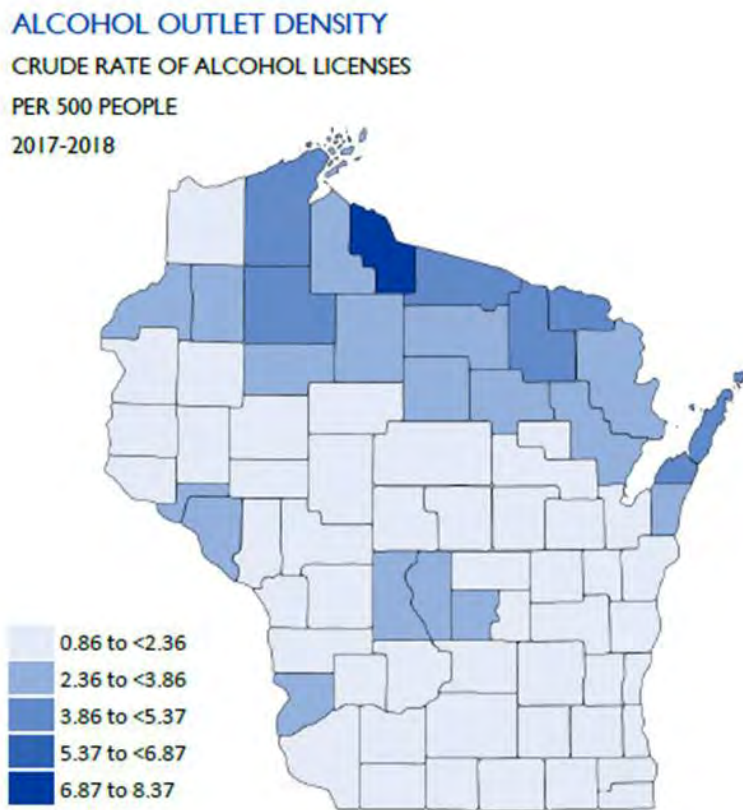 ALCOHOL OUTLET DENSITY
CRUDE RATE OF ALCOHOL LICENSES
PER 500 PEOPLE
2017-2018
0.86 to <2.36
2.36 to <3.86
3.86 to <5.37
5.37 to <6.87
6.87 to 8.37